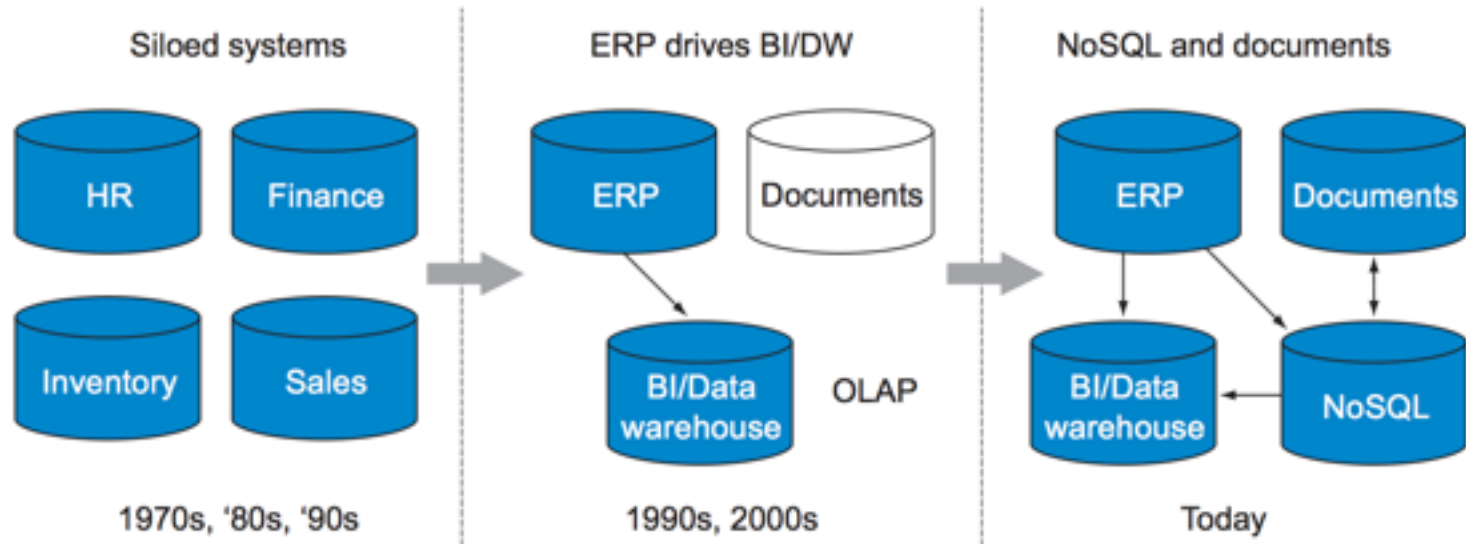 Siloed systems
HR
Finance
Inventory
Sales
1970s, ‘80s, ‘90s
ERP drives BI/DW
ERP
Documents
BI/Data
warehouse
OLAP
1990s, 2000s
NoSQL and documents
ERP
Documents
BI/Data
warehouse
NoSQL
Today